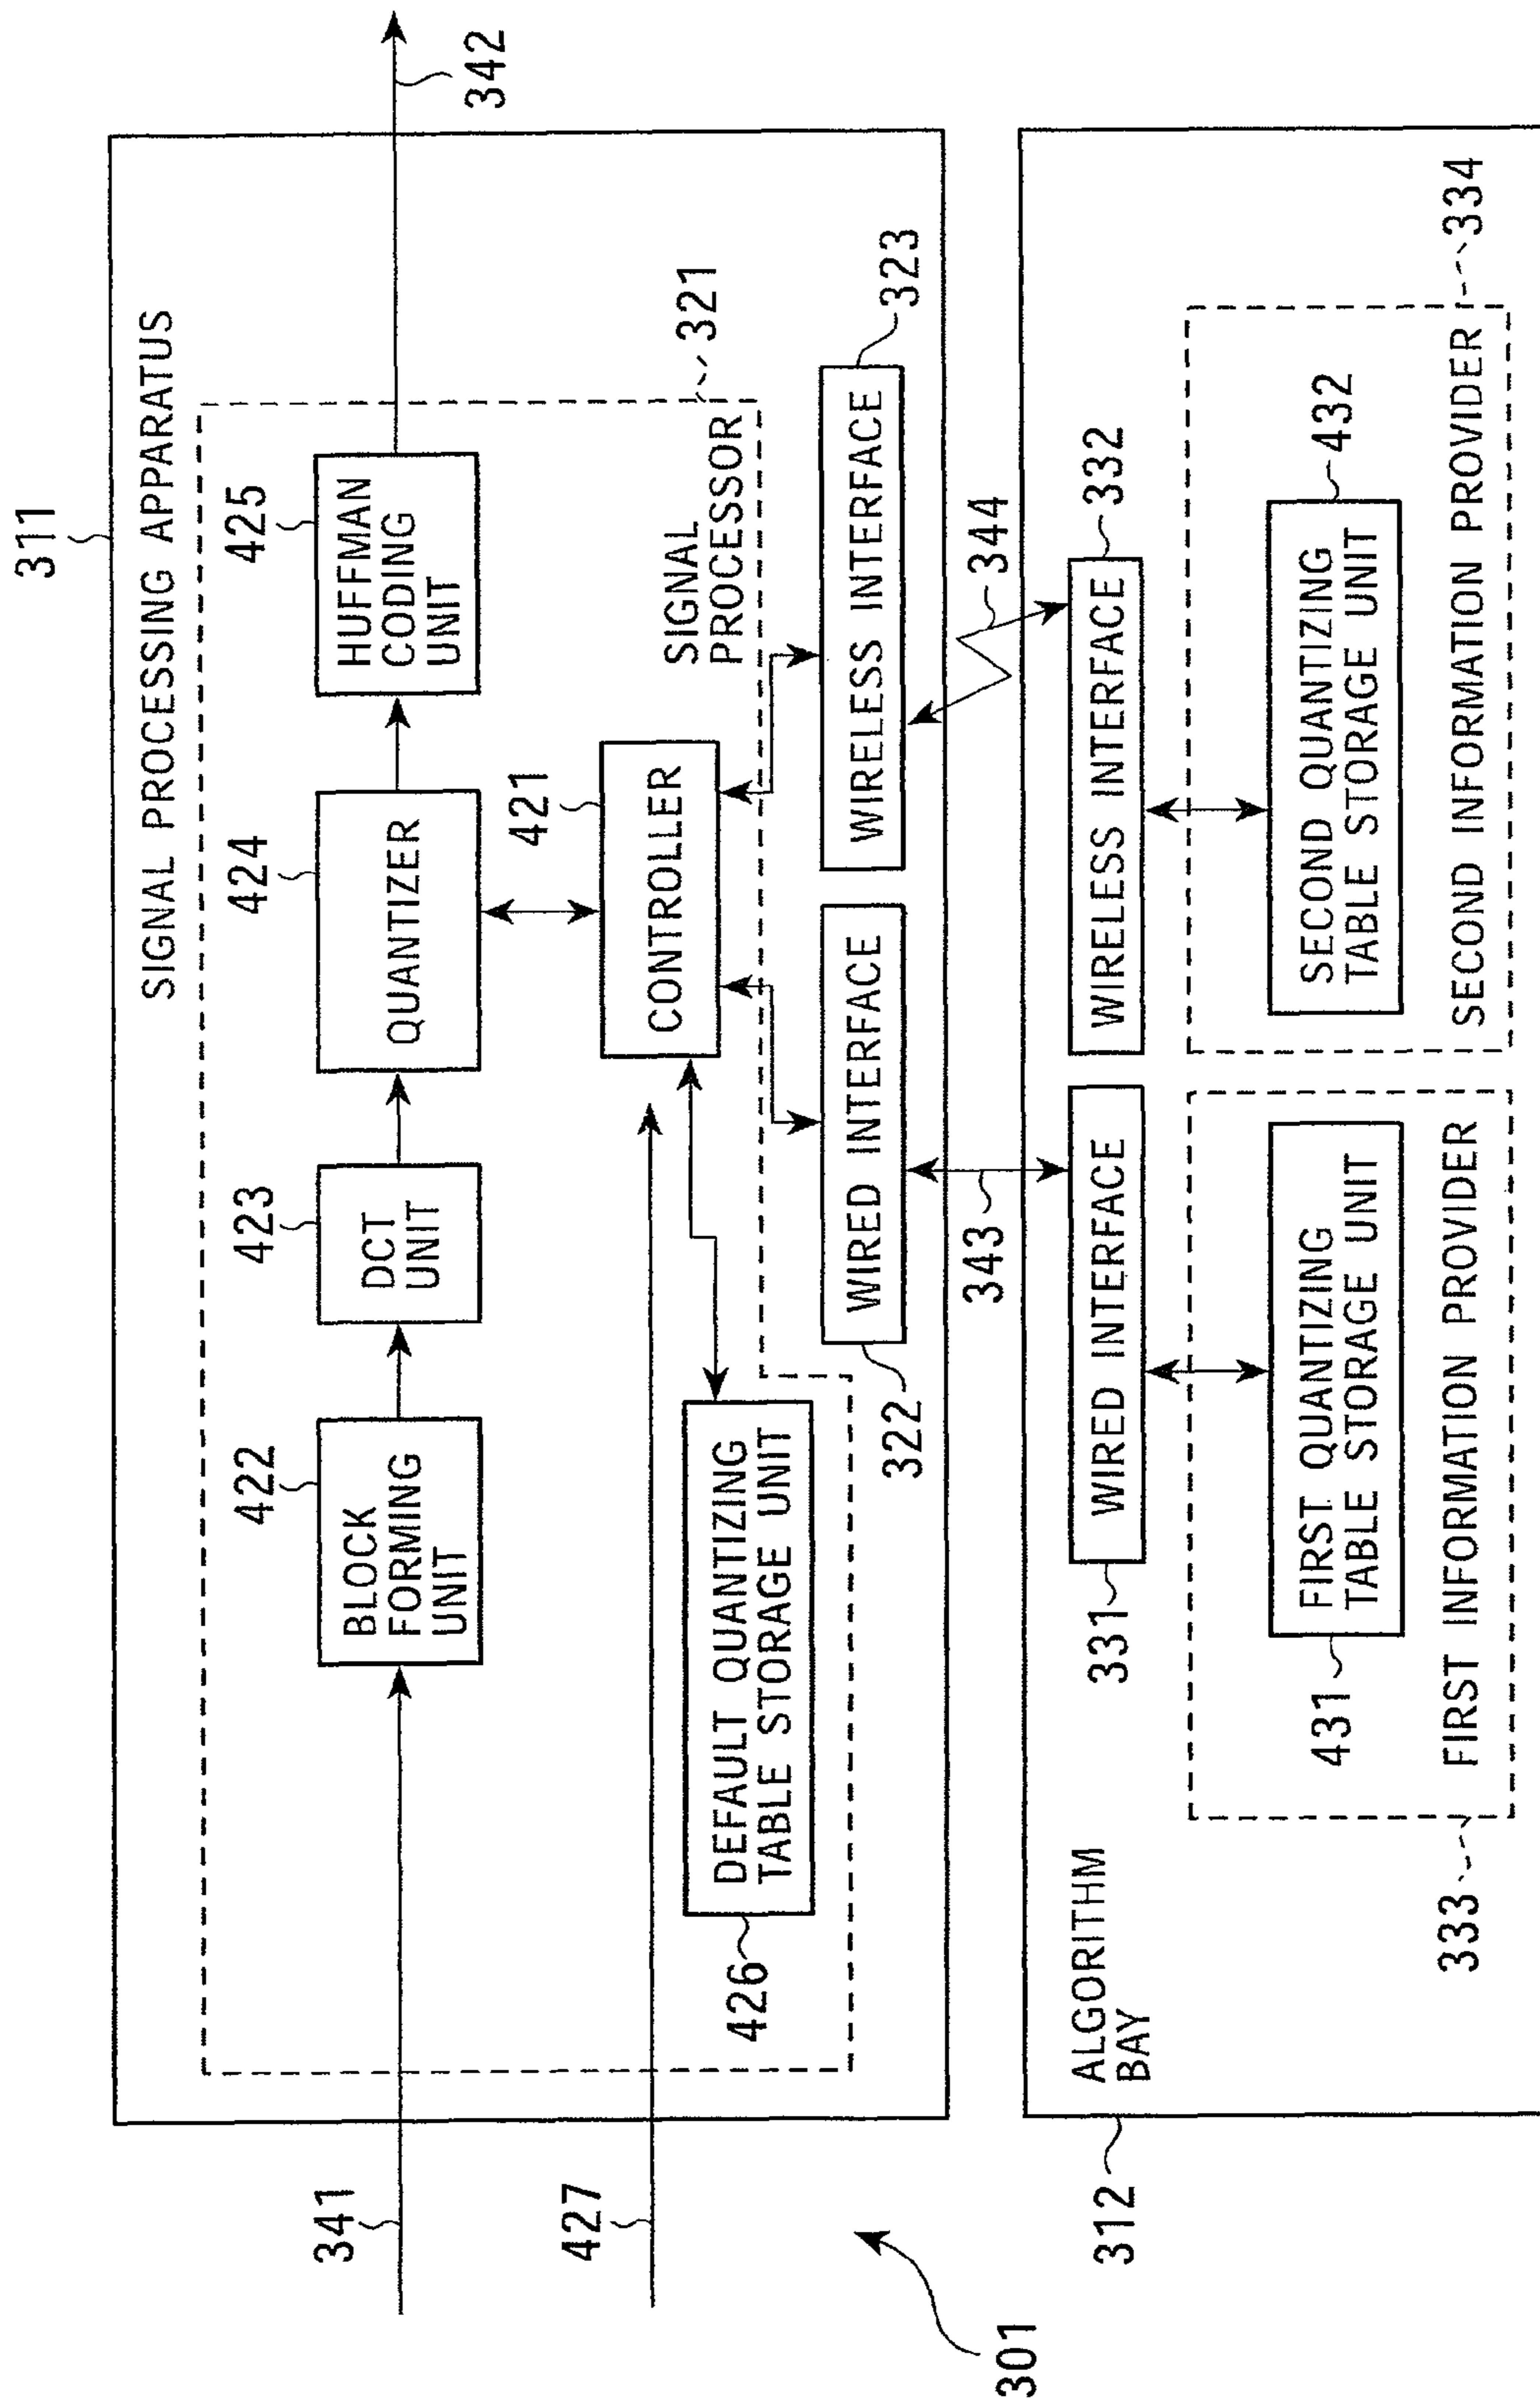 311
SIGNAL PROCESSING APPARATUS
342
341
422
BLOCK
FORMING
UNIT
423
DCT
UNIT
424
QUANTIZER
425
HUFFMAN
CODING
UNIT
427
421
CONTROLLER
SIGNAL
PROCESSOR
321
426
DEFAULT QUANTIZING
TABLE STORAGE UNIT
322
WIRED INTERFACE
WIRELESS INTERFACE
323
343
344
301
312
ALGORITHM
BAY
331
WIRED INTERFACE
WIRELESS INTERFACE
332
431
FIRST QUANTIZING
TABLE STORAGE UNIT
SECOND QUANTIZING
TABLE STORAGE UNIT
432
333
FIRST INFORMATION PROVIDER
SECOND INFORMATION PROVIDER
334